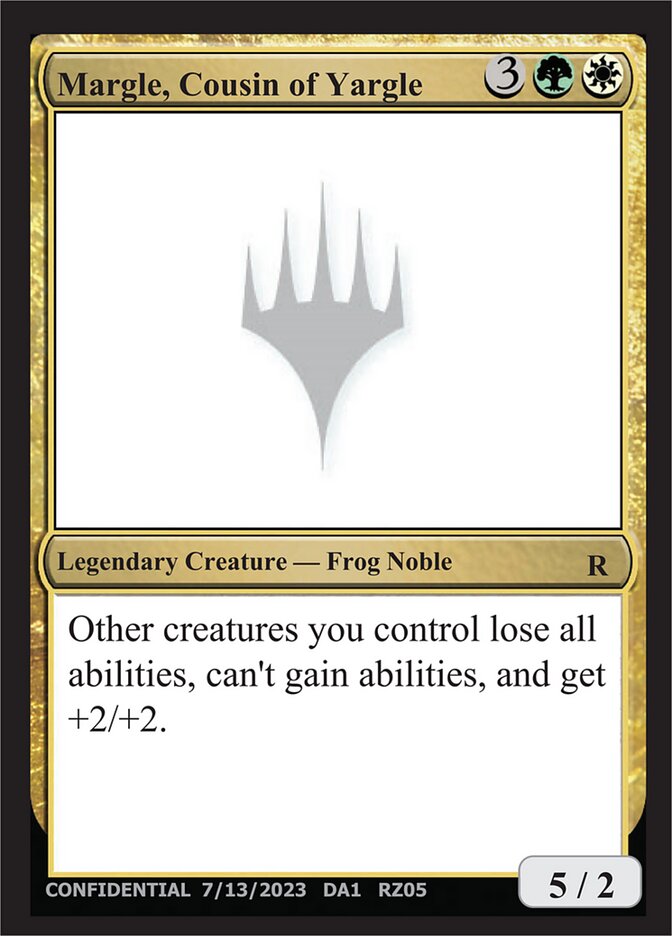 Margle, Cousin of Yargle 3
Legendary Creature — Frog Noble R
Other creatures you control lose all
abilities, can't gain abilities, and get
+2/+2.
CONFIDENTIAL 7/13/2023 DA1 RZ05
5 / 2